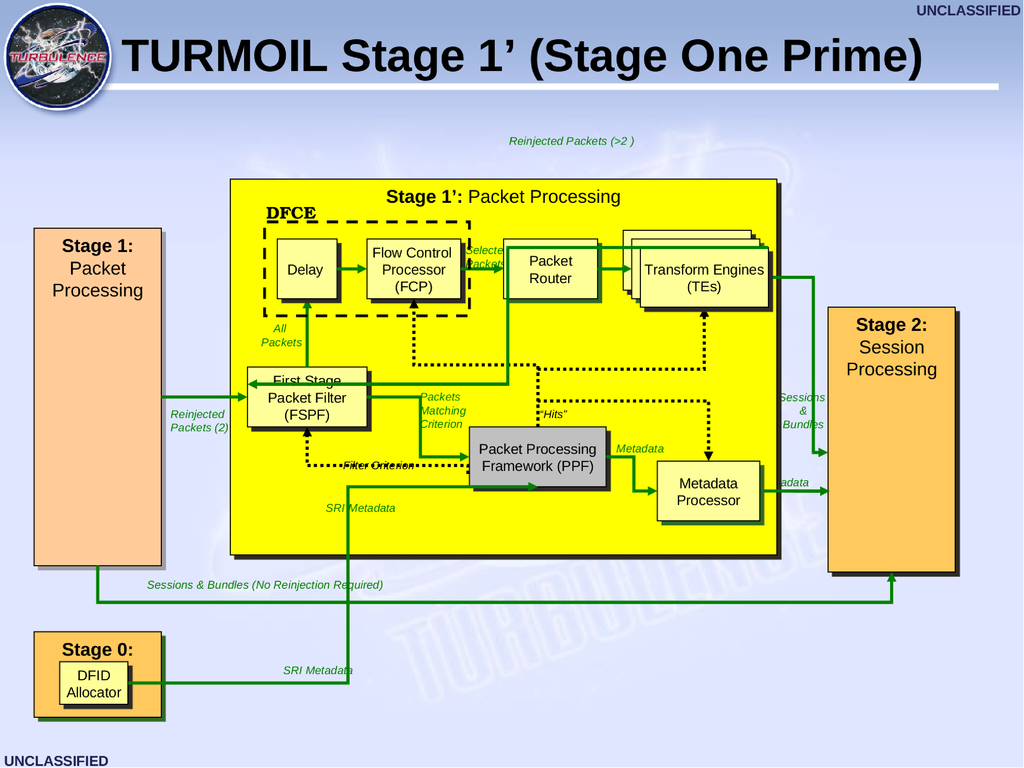 UNCLASSIFIED
TURBULENCE
TURMOIL Stage 1’ (Stage One Prime)
Reinjected Packets (>2 )
Stage 1’: Packet Processing
DFCE
Stage 1:
Packet
Processing
Delay
Flow Control
Processor
(FCP)
Selecte
Packets
Packet
Router
Transform Engines
(TEs)
Stage 2:
Session
Processing
All
Packets
First Stage
Packet Filter
(FSPF)
Reinjected
Packets (2)
Packets
Matching
Criterion
“Hits”
Sessions
&
Bundles
Packet Processing
Framework (PPF)
Metadata
Filter Criterion
Metadata
Processor
adata
SRI Metadata
Sessions & Bundles (No Reinjection Required)
Stage 0:
DFID
Allocator
SRI Metadata
TURBULENCE
UNCLASSIFIED